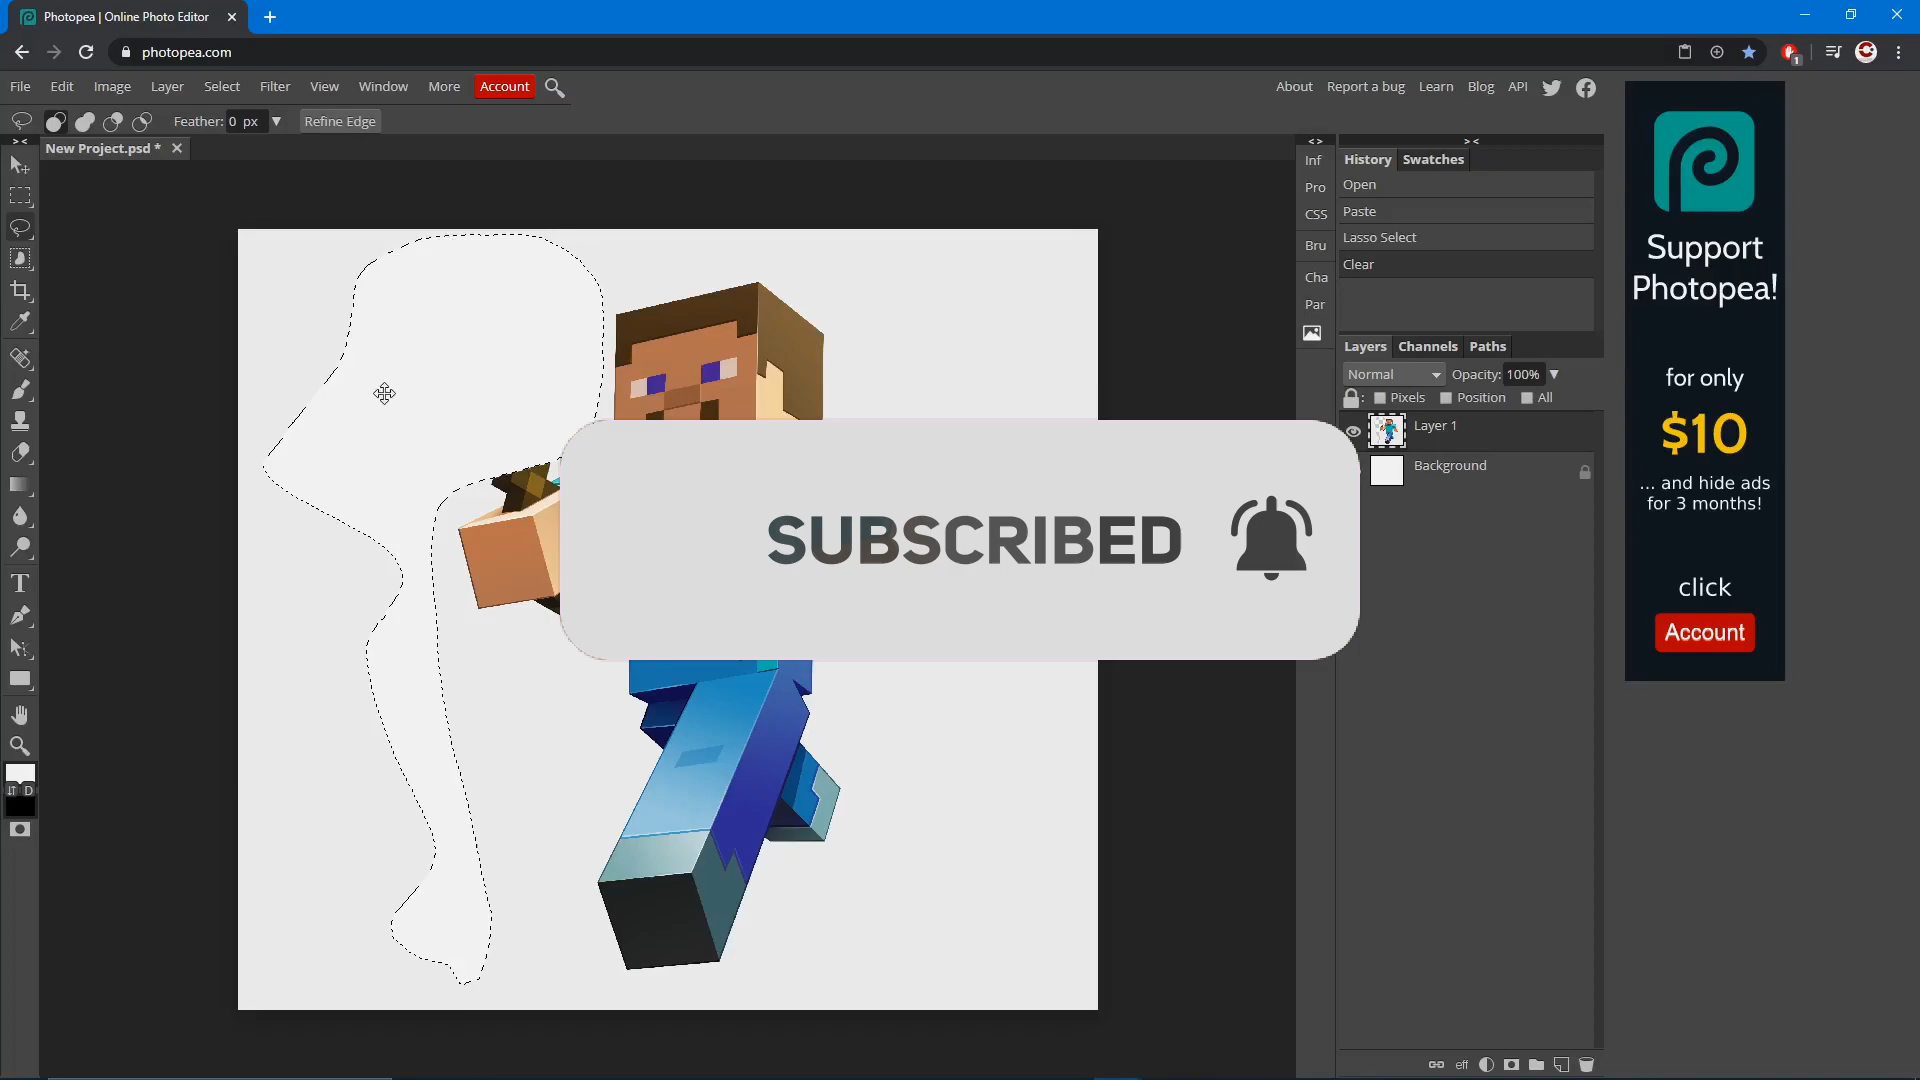 Photopea | Online Photo Editor
photopea.com
1
File Edit Image Layer Select Filter View Window More Account
About Report a bug Learn Blog API
Feather: 0 px Refine Edge
New Project.psd *
Inf
Pro
CSS
Bru
Cha
Par
History Swatches
Open
Paste
Lasso Select
Clear
Layers Channels Paths
Normal Opacity: 100%
: Pixels Position All
Layer 1
Background
eff
T
D
SUBSCRIBED
Support
Photopea!
for only
$10
... and hide ads
for 3 months!
click
Account